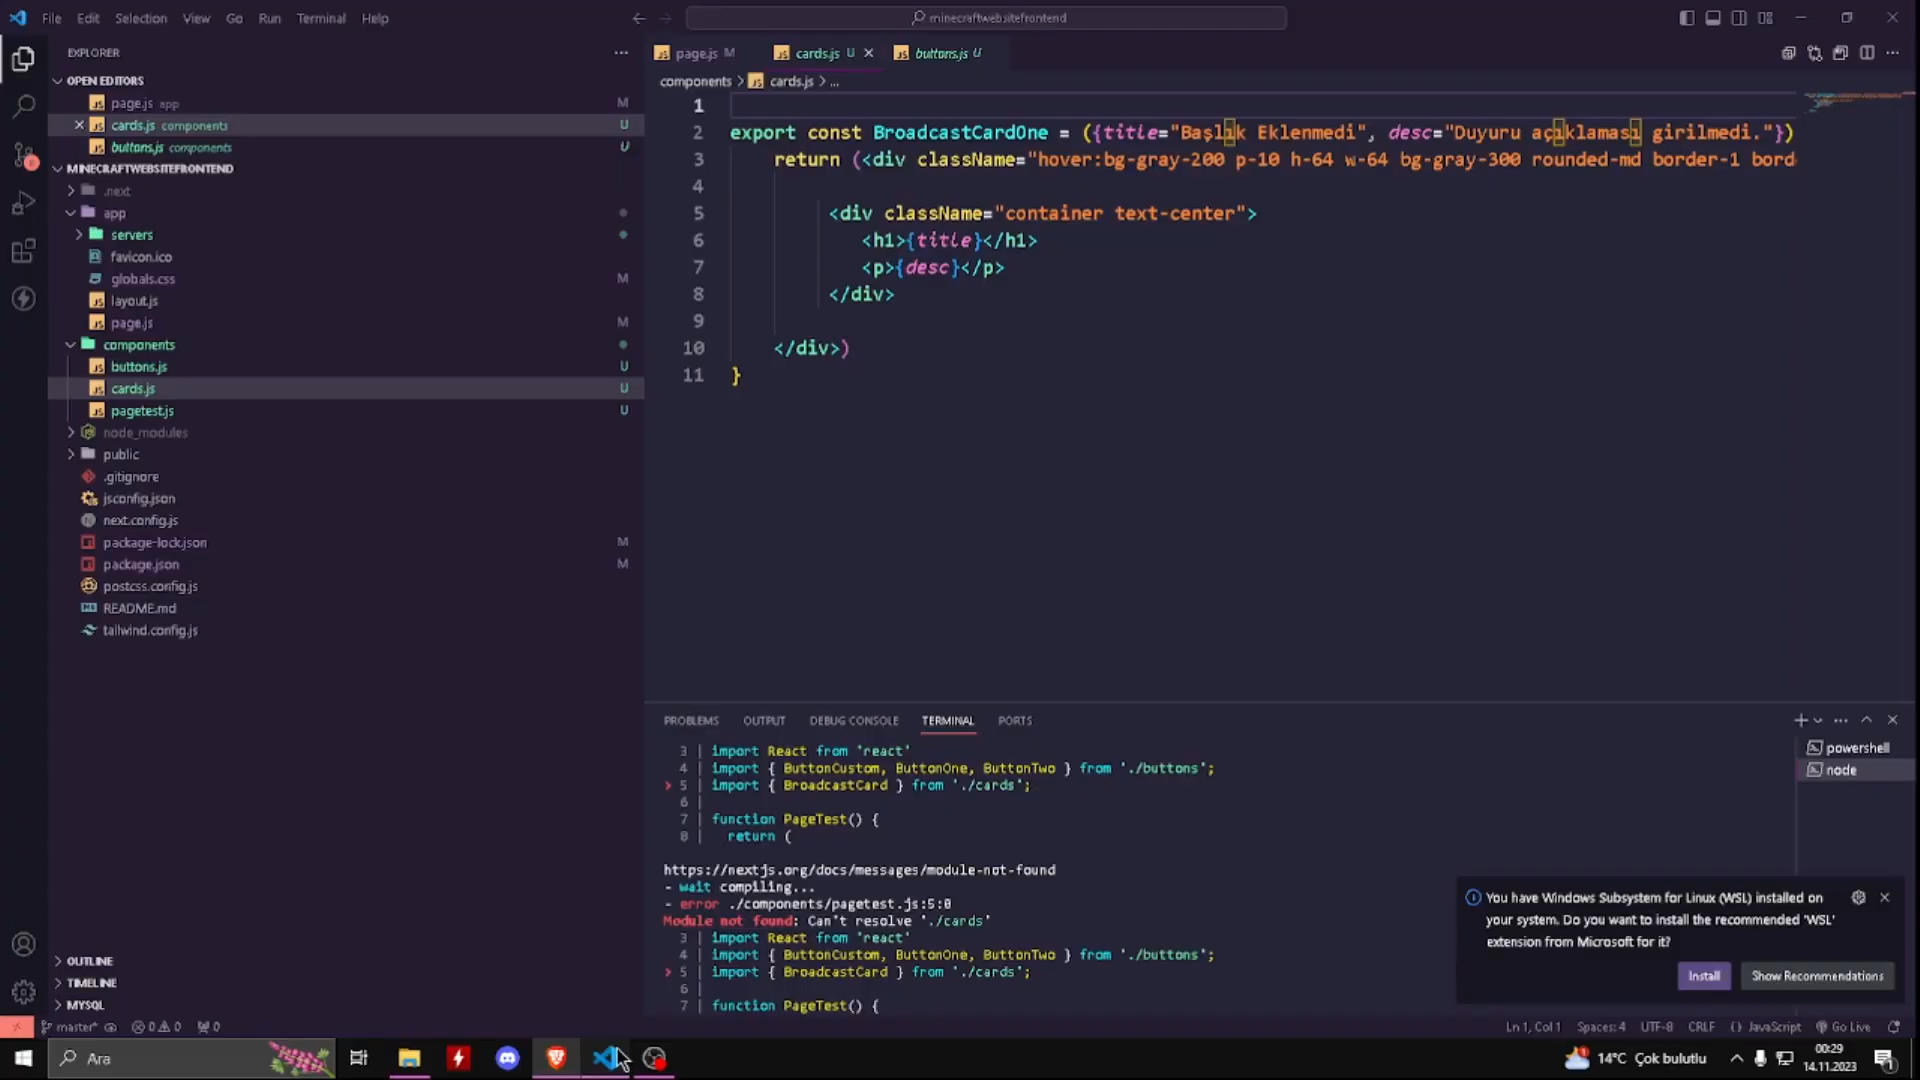 File Edit Selection View Go Run Terminal Help
minecraftwebsitefrontend
EXPLORER
OPEN EDITORS
page.js app M
cards.js components U
buttons.js components U
MINECRAFTWEBSITEFRONTEND
.next
app
servers
favicon.ico
globals.css M
layout.js
page.js M
components
buttons.js U
cards.js U
pagetest.js U
node_modules
public
.gitignore
jsconfig.json
next.config.js
package-lock.json M
package.json M
postcss.config.js
README.md
tailwind.config.js
OUTLINE
TIMELINE
MYSQL
page.js M cards.js U buttons.js U
components > cards.js > ...
1
2 export const BroadcastCardOne = ({title="Başlık Eklenmedi", desc="Duyuru açıklaması girilmedi."})
3 return (<div className="hover:bg-gray-200 p-10 h-64 w-64 bg-gray-300 rounded-md border-1 bord
4
5 <div className="container text-center">
6 <h1>{title}</h1>
7 <p>{desc}</p>
8 </div>
9
10 </div>)
11 }
PROBLEMS OUTPUT DEBUG CONSOLE TERMINAL PORTS
powershell
node
3 | import React from 'react'
4 | import { ButtonCustom, ButtonOne, ButtonTwo } from './buttons';
> 5 | import { BroadcastCard } from './cards';
6 |
7 | function PageTest() {
8 | return (
https://nextjs.org/docs/messages/module-not-found
- wait compiling...
- error ./components/pagetest.js:5:0
Module not found: Can't resolve './cards'
3 | import React from 'react'
4 | import { ButtonCustom, ButtonOne, ButtonTwo } from './buttons';
> 5 | import { BroadcastCard } from './cards';
6 |
7 | function PageTest() {
You have Windows Subsystem for Linux (WSL) installed on
your system. Do you want to install the recommended 'WSL'
extension from Microsoft for it?
Install Show Recommendations
master* 0 0 0
Ln 1, Col 1 Spaces: 4 UTF-8 CRLF {} JavaScript Go Live
Ara
14°C Çok bulutlu
00:29
14.11.2023
1